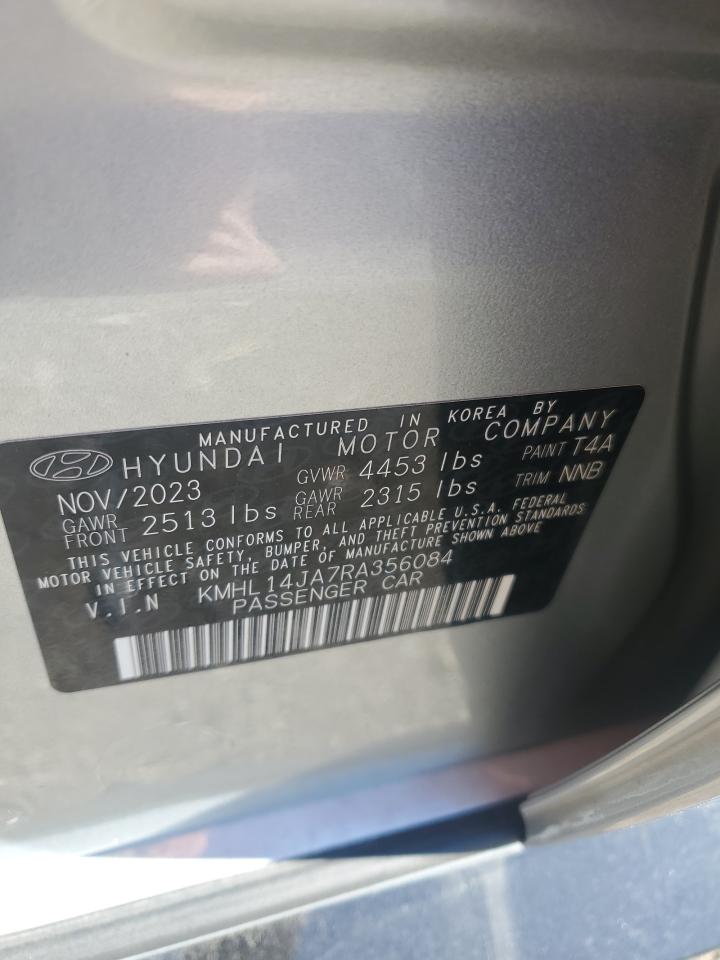 MANUFACTURED IN KOREA BY
HYUNDAI MOTOR COMPANY
NOV/2023 GVWR 4453 lbs PAINT T4A
GAWR FRONT 2513 lbs GAWR REAR 2315 lbs TRIM NNB
THIS VEHICLE CONFORMS TO ALL APPLICABLE U.S.A. FEDERAL
MOTOR VEHICLE SAFETY, BUMPER, AND THEFT PREVENTION STANDARDS
IN EFFECT ON THE DATE OF MANUFACTURE SHOWN ABOVE
V.I.N KMHL14JA7RA356084
PASSENGER CAR